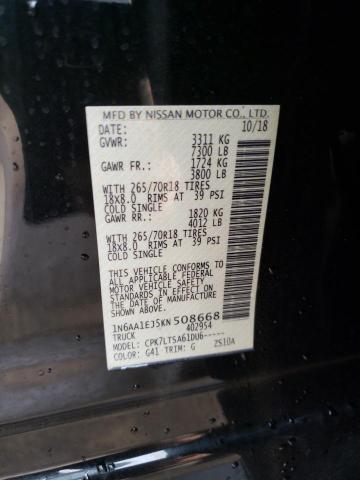 MFD BY NISSAN MOTOR CO., LTD.
DATE: 10/18
GVWR: 3311 KG
7300 LB
GAWR FR.: 1724 KG
3800 LB
WITH 265/70R18 TIRES
18X8.0 RIMS AT 39 PSI
COLD SINGLE
GAWR RR.: 1820 KG
4012 LB
WITH 265/70R18 TIRES
18X8.0 RIMS AT 39 PSI
COLD SINGLE
THIS VEHICLE CONFORMS TO
ALL APPLICABLE FEDERAL
MOTOR VEHICLE SAFETY
STANDARDS IN EFFECT ON
THE DATE OF MANUFACTURE
SHOWN ABOVE.
1N6AA1EJ5KN508668
TRUCK 402954
MODEL: CPK7LTSA61DU6-----
COLOR: G41 TRIM: G ZS10A